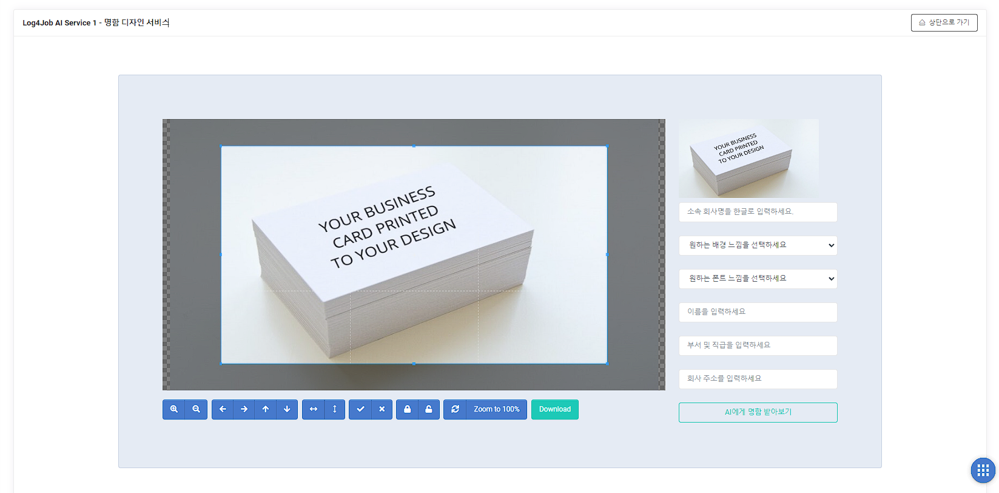 Log4Job AI Service 1 - 명함 디자인 서비스
상단으로 가기
YOUR BUSINESS
CARD PRINTED
TO YOUR DESIGN
YOUR BUSINESS
CARD PRINTED
TO YOUR DESIGN
소속 회사명을 한글로 입력하세요.
원하는 배경 느낌을 선택하세요
원하는 폰트 느낌을 선택하세요
이름을 입력하세요
부서 및 직급을 입력하세요
회사 주소를 입력하세요
Zoom to 100%
Download
AI에게 명함 받아보기